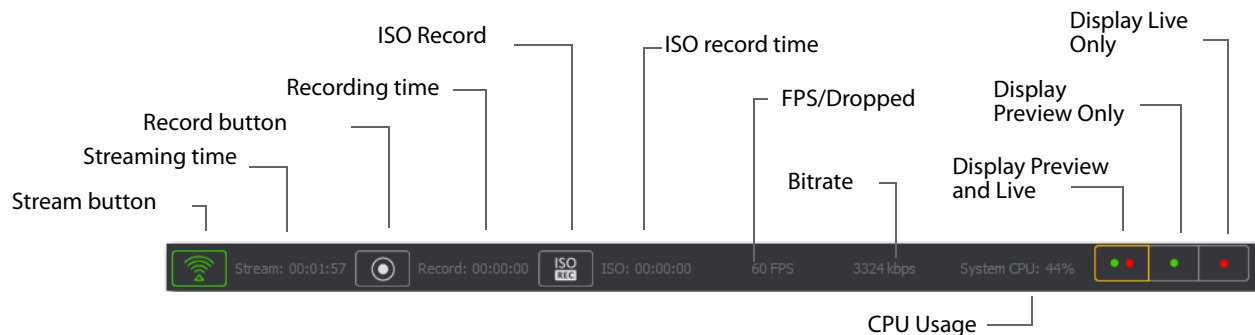 Display Live
Only
ISO Record
ISO record time
Recording time
FPS/Dropped
Display
Preview Only
Record button
Streaming time
Bitrate
Display Preview
and Live
Stream button
Stream: 00:01:57
Record: 00:00:00
ISO
REC
ISO: 00:00:00
60 FPS
3324 kbps
System CPU: 44%
CPU Usage